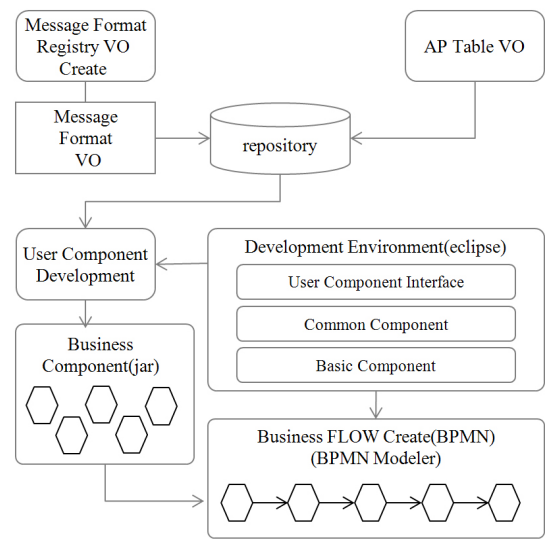 Message Format
Registry VO
Create
AP Table VO
Message
Format
VO
repository
User Component
Development
Development Environment(eclipse)
User Component Interface
Common Component
Basic Component
Business
Component(jar)
Business FLOW Create(BPMN)
(BPMN Modeler)